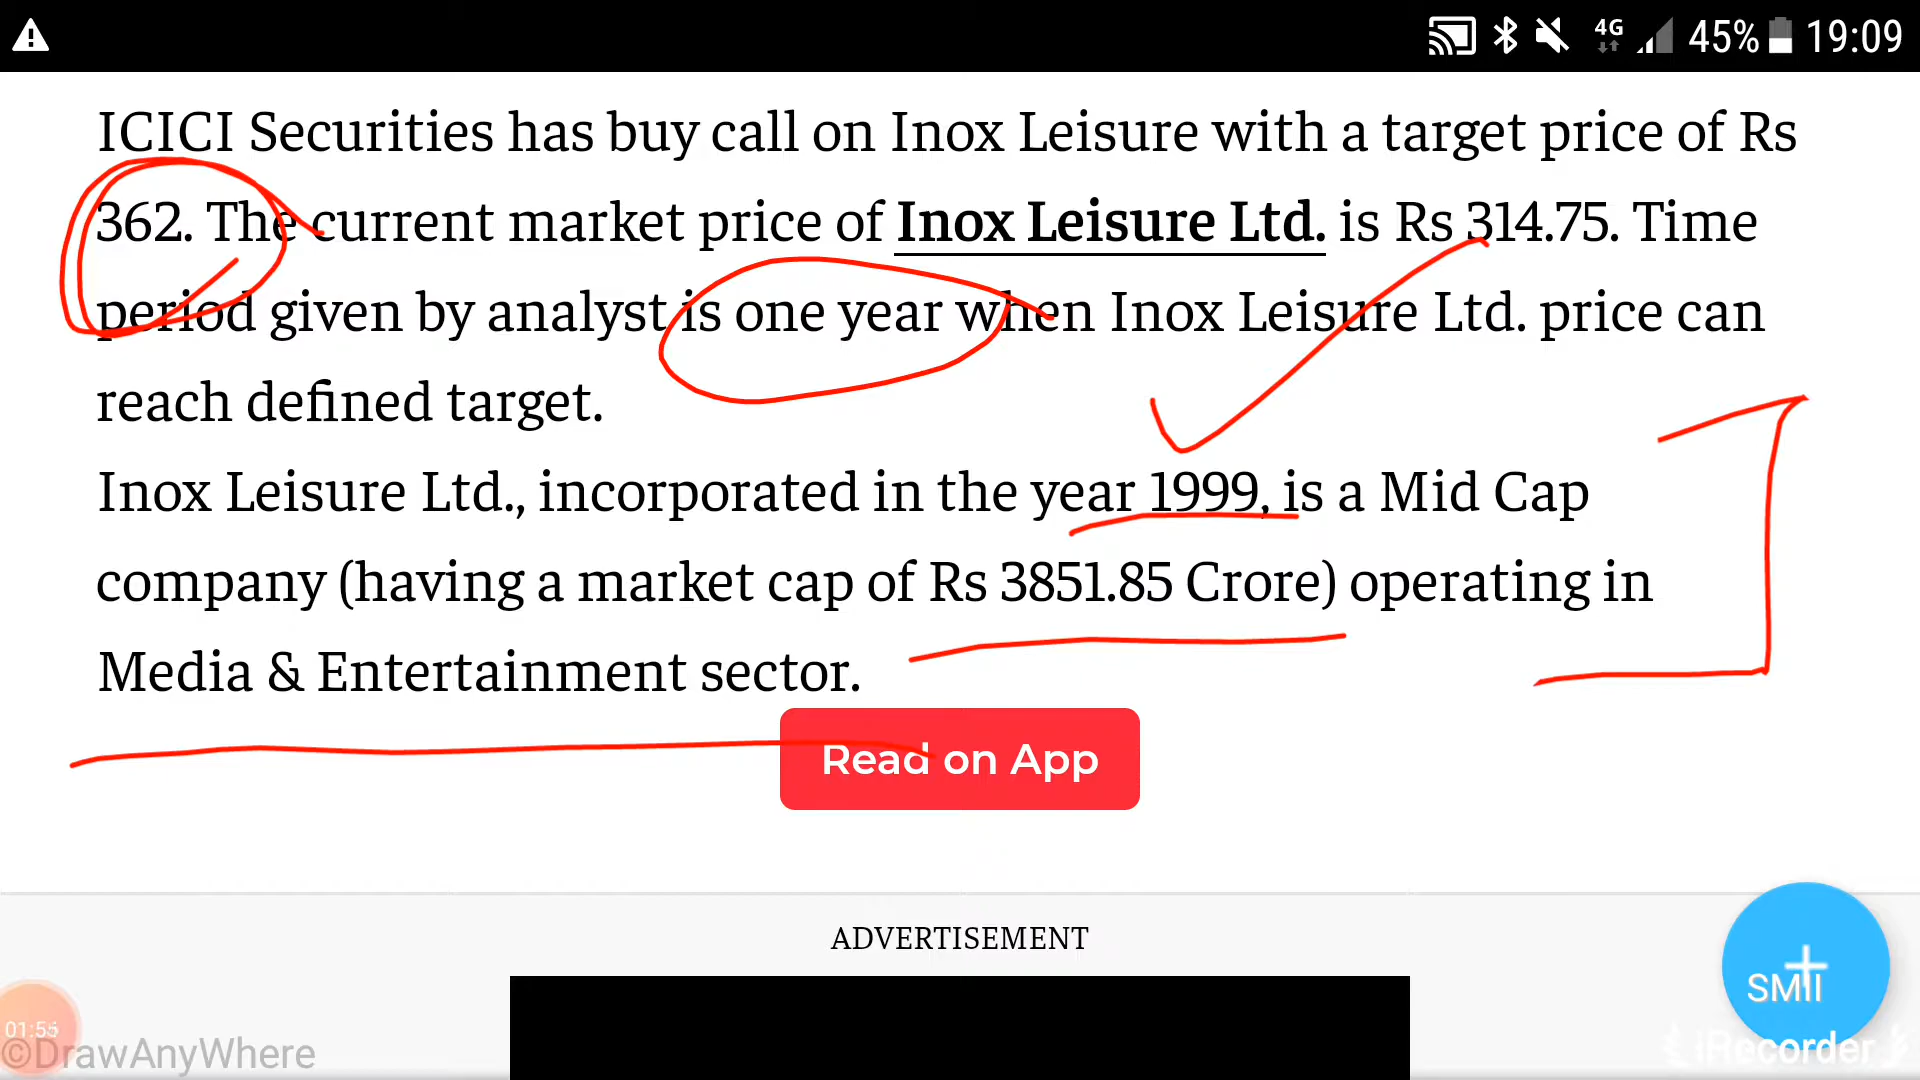 4G 45% 19:09
ICICI Securities has buy call on Inox Leisure with a target price of Rs
362. The current market price of Inox Leisure Ltd. is Rs 314.75. Time
period given by analyst is one year when Inox Leisure Ltd. price can
reach defined target.
Inox Leisure Ltd., incorporated in the year 1999, is a Mid Cap
company (having a market cap of Rs 3851.85 Crore) operating in
Media & Entertainment sector.
Read on App
ADVERTISEMENT
SMII
01:55
©DrawAnyWhere
iRecorder